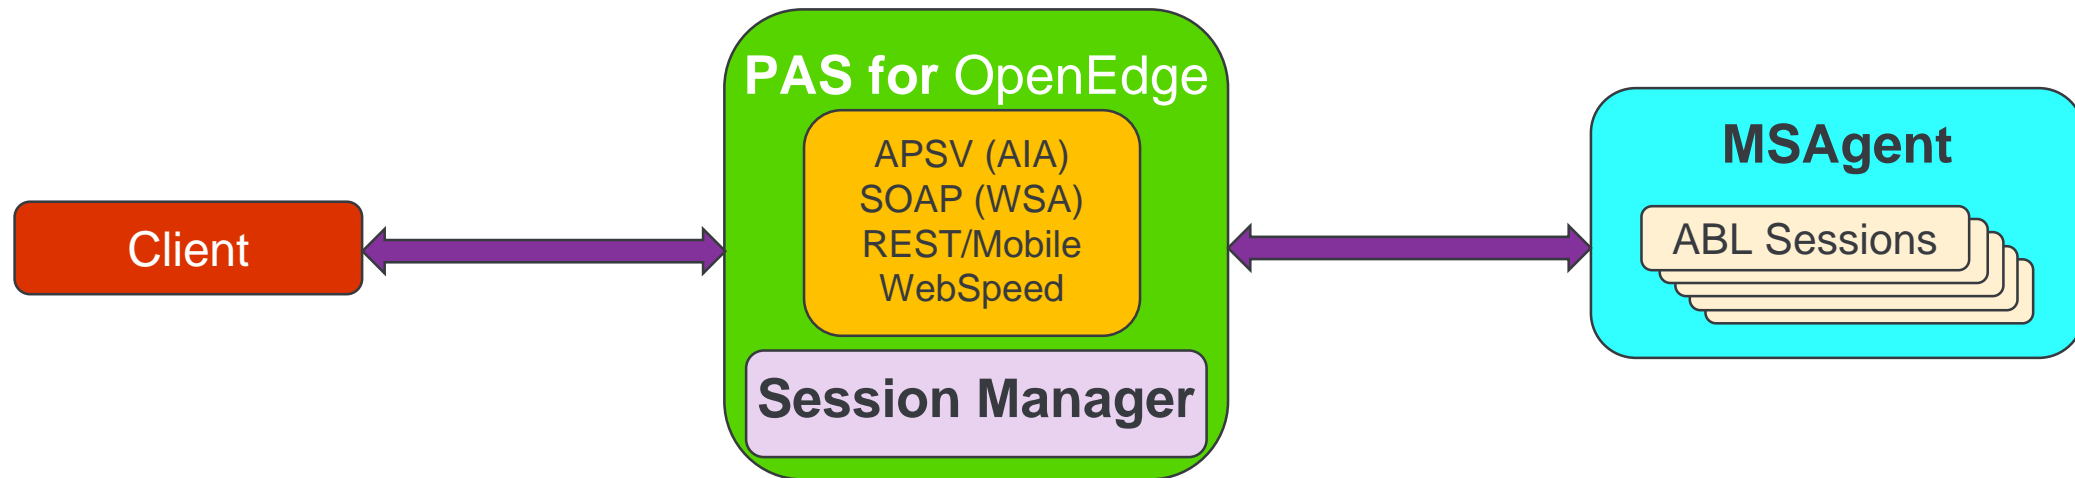 Client
PAS for OpenEdge
APSV (AIA)
SOAP (WSA)
REST/Mobile
WebSpeed
Session Manager
MSAgent
ABL Sessions